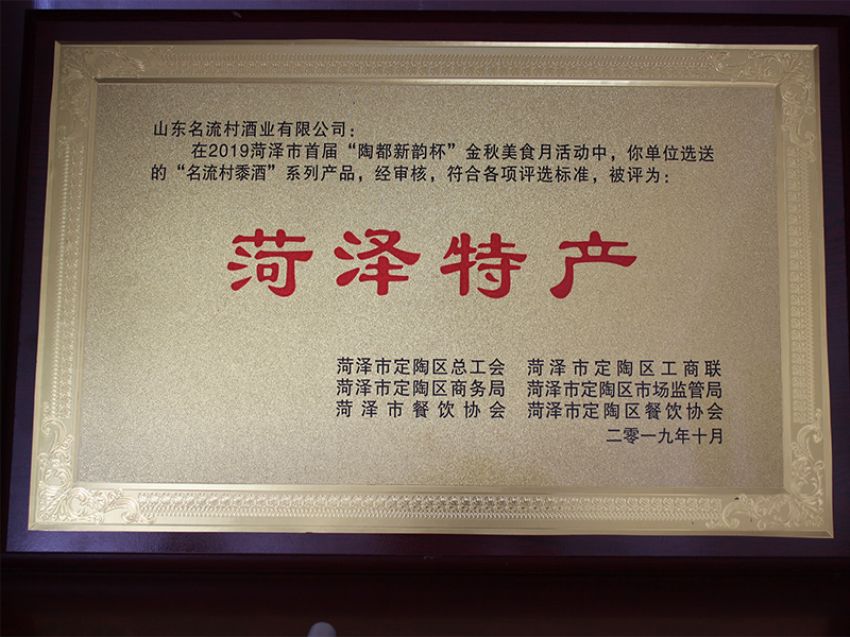 山东名流村酒业有限公司：
在2019菏泽市首届“陶都新韵杯”金秋美食月活动中，你单位选送
的“名流村黍酒”系列产品，经审核，符合各项评选标准，被评为：
菏泽特产
菏泽市定陶区总工会 菏泽市定陶区工商联
菏泽市定陶区商务局 菏泽市定陶区市场监管局
菏泽市餐饮协会 菏泽市定陶区餐饮协会
二零一九年十月